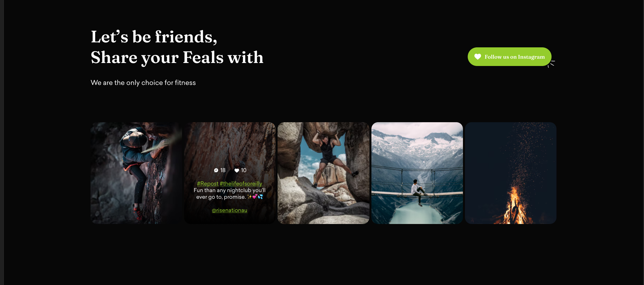 Let's be friends,
Share your Feals with
Follow us on Instagram
We are the only choice for fitness
18 10
#Repost
Fun than any nightclub you'll
ever go to, promise. ✨💕💦
@risenationau